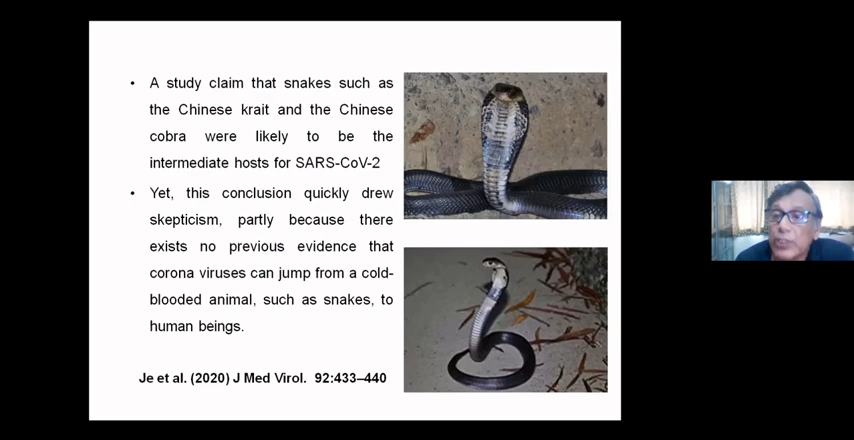 • A study claim that snakes such as
the Chinese krait and the Chinese
cobra were likely to be the
intermediate hosts for SARS-CoV-2
• Yet, this conclusion quickly drew
skepticism, partly because there
exists no previous evidence that
corona viruses can jump from a cold-
blooded animal, such as snakes, to
human beings.
Je et al. (2020) J Med Virol. 92:433–440